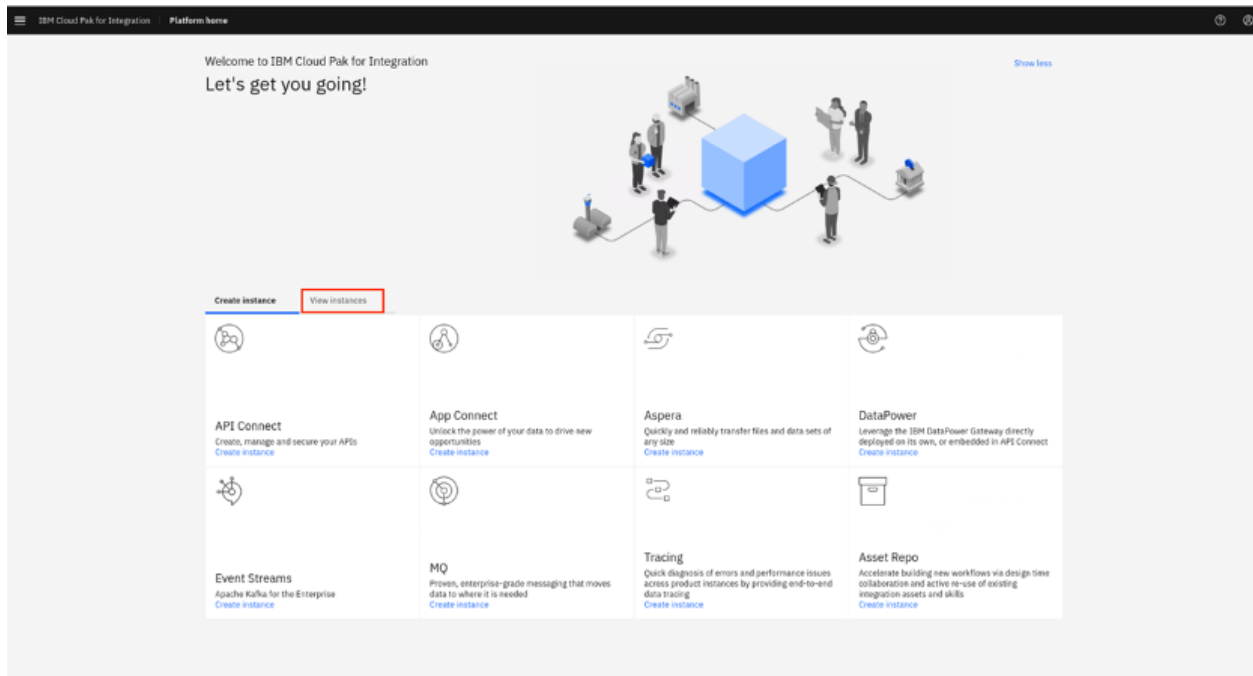 IBM Cloud Pak for Integration Platform home
Welcome to IBM Cloud Pak for Integration
Show less
Let's get you going!
Create instance View instances
API Connect
Create, manage and secure your APIs
Create instance
App Connect
Unlock the power of your data to drive new
opportunities
Create instance
Aspera
Quickly and reliably transfer files and data sets of
any size
Create instance
DataPower
Leverage the IBM DataPower Gateway directly
deployed on its own, or embedded in API Connect
Create instance
Event Streams
Apache Kafka for the Enterprise
Create instance
MQ
Proven, enterprise-grade messaging that moves
data to where it is needed
Create instance
Tracing
Quick diagnosis of errors and performance issues
across product instances by providing end-to-end
data tracing
Create instance
Asset Repo
Accelerate building new workflows via design time
collaboration and active re-use of existing
integration assets and skills
Create instance